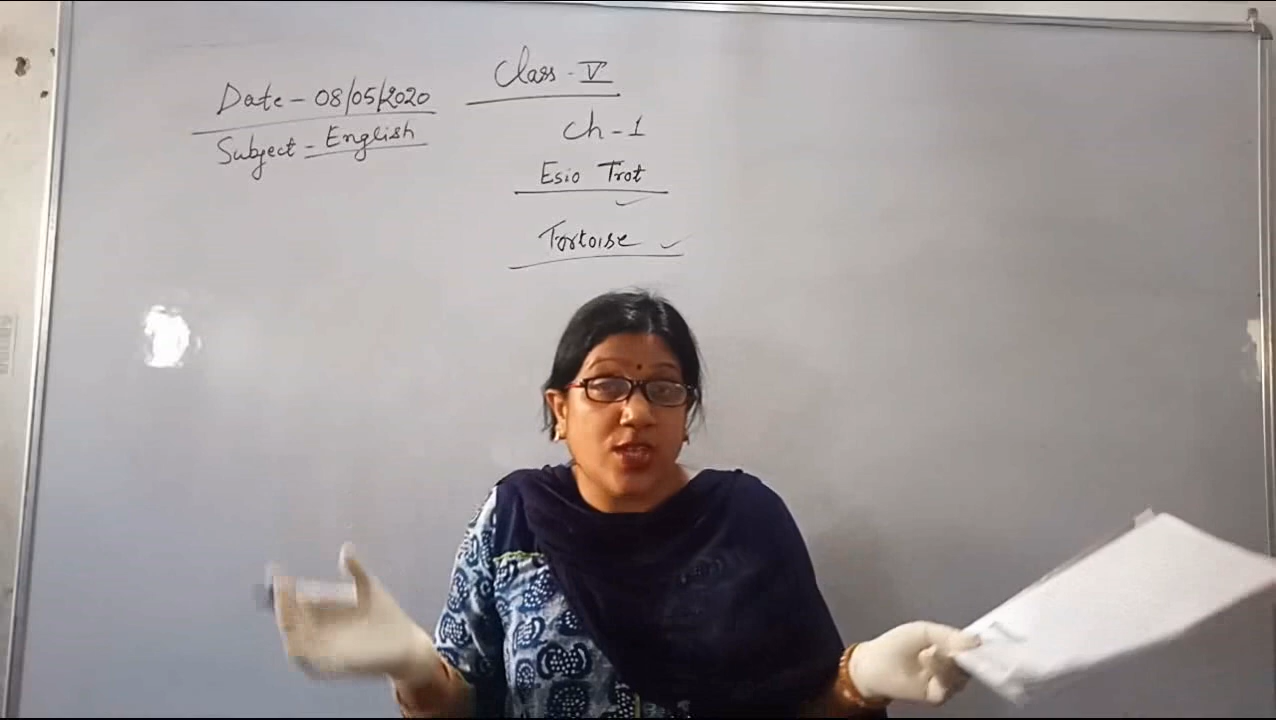 Class - V
Date - 08/05/2020
Subject - English
Ch - 1
Esio Trot
Tortoise